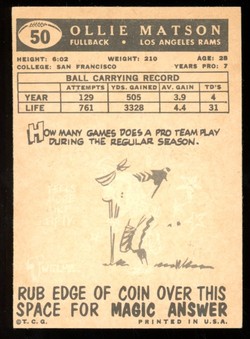 50
OLLIE MATSON
FULLBACK • LOS ANGELES RAMS
HEIGHT: 6:02 WEIGHT: 210 AGE: 28
COLLEGE: SAN FRANCISCO YEARS PRO: 7
BALL CARRYING RECORD
ATTEMPTS YDS. GAINED AV. GAIN TD'S
YEAR 129 505 3.9 4
LIFE 761 3328 4.4 31
HOW MANY GAMES DOES A PRO TEAM PLAY
DURING THE REGULAR SEASON.
RUB EDGE OF COIN OVER THIS
SPACE FOR MAGIC ANSWER
© T. C. G. PRINTED IN U.S.A.